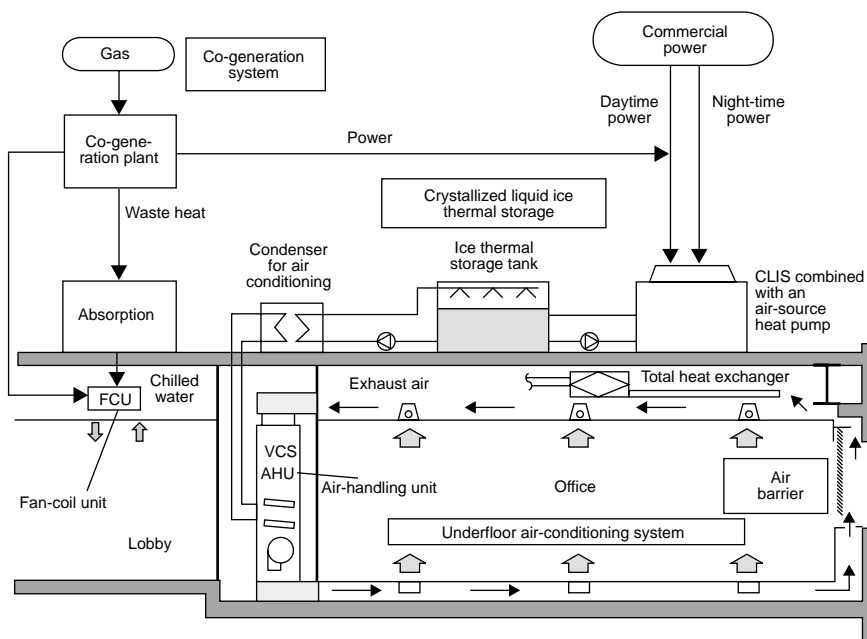 Gas
Co-generation
system
Commercial
power
Daytime
power
Night-time
power
Co-gene-
ration plant
Power
Waste heat
Crystallized liquid ice
thermal storage
Condenser
for air
conditioning
Ice thermal
storage tank
CLIS combined
with an
air-source
heat pump
Absorption
FCU
Chilled
water
Exhaust air
Total heat exchanger
VCS
AHU
Air-handling unit
Office
Air
barrier
Fan-coil unit
Lobby
Underfloor air-conditioning system